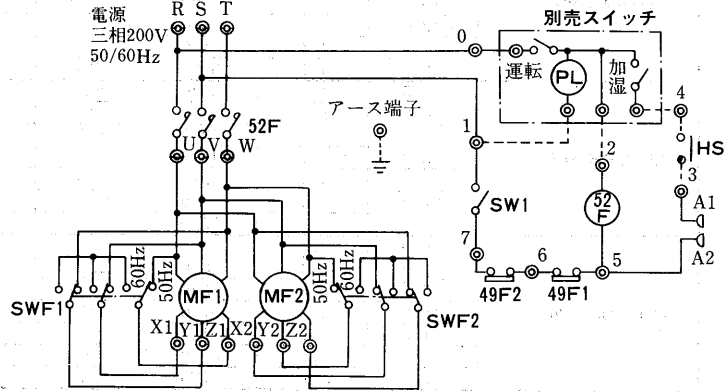 電源
三相200V
50/60Hz
R S T
別売スイッチ
0
運転
PL
加湿
4
アース端子
52F
U V W
1
2
HS
3
SW1
52F
A1
A2
7
6
5
49F2
49F1
60Hz
50Hz
50Hz
60Hz
SWF1
MF1
MF2
SWF2
X1 Y1 Z1 X2 Y2 Z2